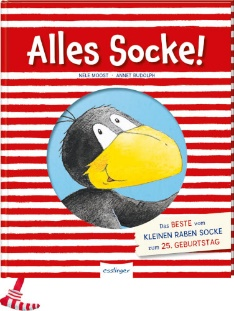 Alles Socke!
NELE MOOST · ANNET RUDOLPH
Das BESTE vom
KLEINEN RABEN SOCKE
zum 25. GEBURTSTAG
esslinger